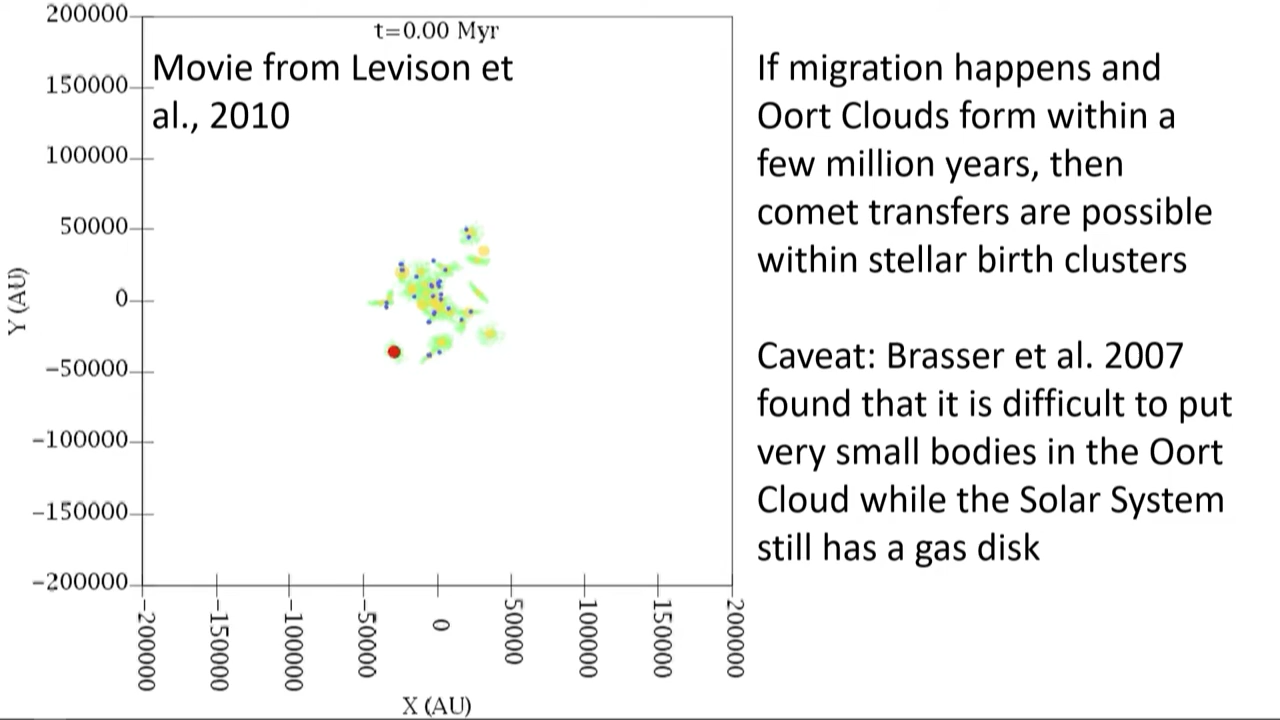 t=0.00 Myr
Movie from Levison et
al., 2010
200000
150000
100000
50000
0
−50000
−100000
−150000
−200000
Y (AU)
−200000
−150000
−100000
−50000
0
50000
100000
150000
200000
X (AU)
If migration happens and
Oort Clouds form within a
few million years, then
comet transfers are possible
within stellar birth clusters
Caveat: Brasser et al. 2007
found that it is difficult to put
very small bodies in the Oort
Cloud while the Solar System
still has a gas disk